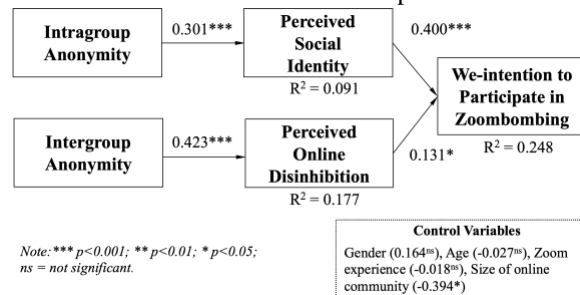 Intragroup
Anonymity
0.301***
Perceived
Social
Identity
R² = 0.091
0.400***
We-intention to
Participate in
Zoombombing
R² = 0.248
Intergroup
Anonymity
0.423***
Perceived
Online
Disinhibition
R² = 0.177
0.131*
Note:*** p<0.001; ** p<0.01; * p<0.05;
ns = not significant.
Control Variables
Gender (0.164ⁿˢ), Age (-0.027ⁿˢ), Zoom
experience (-0.018ⁿˢ), Size of online
community (-0.394*)